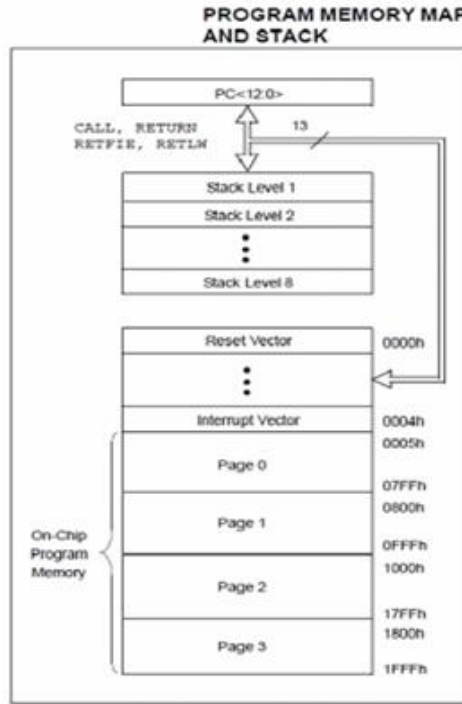 PROGRAM MEMORY MAP
AND STACK
PC<12:0>
CALL, RETURN
RETFIE, RETLW
13
Stack Level 1
Stack Level 2
Stack Level 8
Reset Vector
0000h
Interrupt Vector
0004h
0005h
Page 0
07FFh
0800h
Page 1
0FFFh
On-Chip
Program
Memory
1000h
Page 2
17FFh
1800h
Page 3
1FFFh